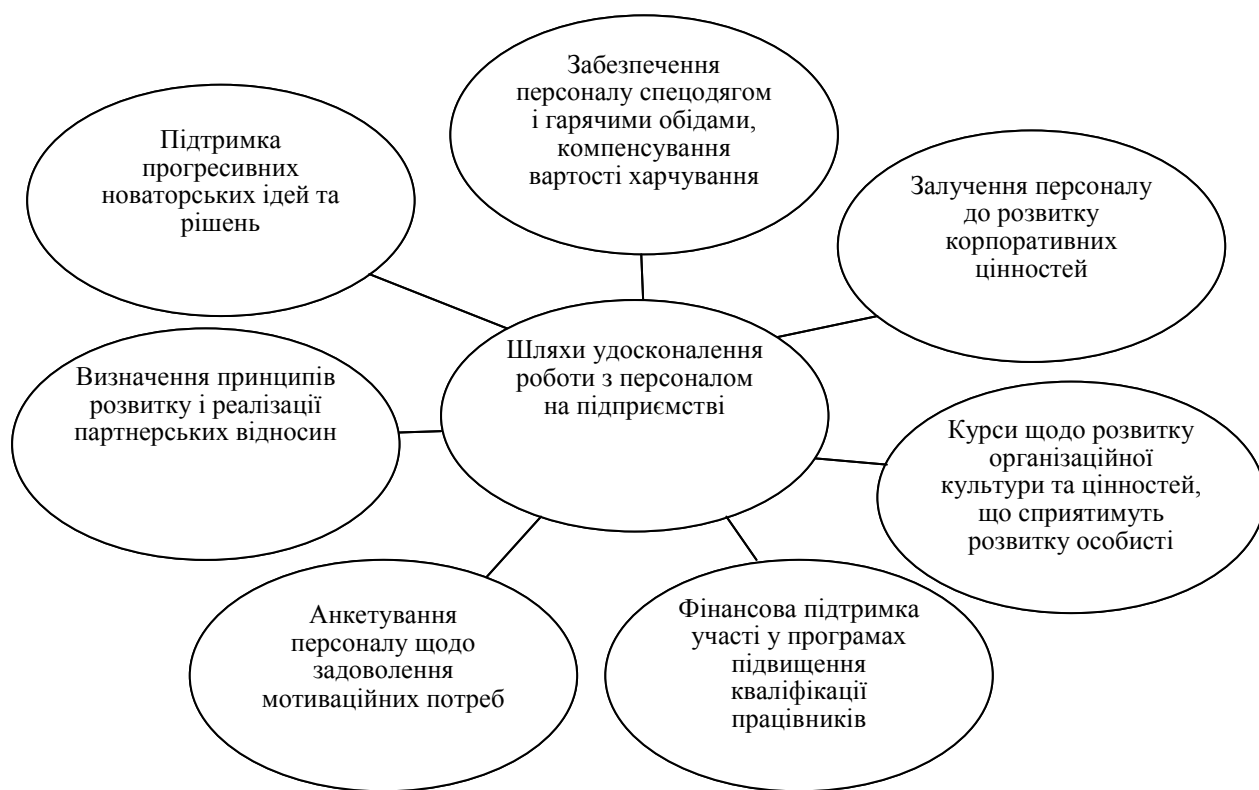 Забезпечення
персоналу спецодягом
і гарячими обідами,
компенсування
вартості харчування
Підтримка
прогресивних
новаторських ідей та
рішень
Залучення персоналу
до розвитку
корпоративних
цінностей
Шляхи удосконалення
роботи з персоналом
на підприємстві
Визначення принципів
розвитку і реалізації
партнерських відносин
Курси щодо розвитку
організаційної
культури та цінностей,
що сприятимуть
розвитку особисті
Анкетування
персоналу щодо
задоволення
мотиваційних потреб
Фінансова підтримка
участі у програмах
підвищення
кваліфікації
працівників